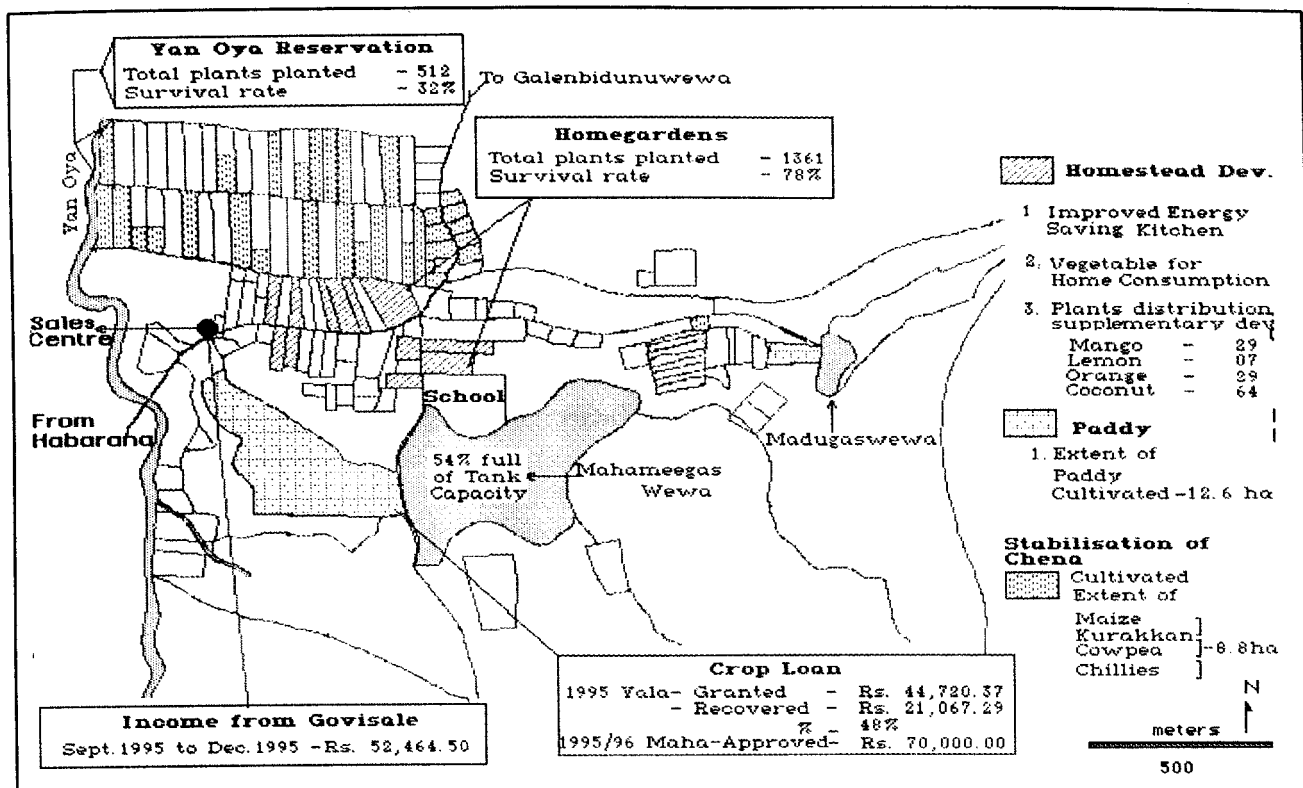 Yan Oya Reservation
Total plants planted - 512
Survival rate - 32%
To Galenbidunuwewa
Homegardens
Total plants planted - 1361
Survival rate - 78%
Yan Oya
Sales Centre
From Habarana
School
54% full
of Tank
Capacity
Mahameegas
Wewa
Madugaswewa
Homestead Dev.
1 Improved Energy
Saving Kitchen
2. Vegetable for
Home Consumption
3. Plants distribution
supplementary dev
Mango - 29
Lemon - 07
Orange - 29
Coconut - 64
Paddy
1. Extent of
Paddy
Cultivated -12.6 ha
Stabilisation of
Chena
Cultivated
Extent of
Maize ]
Kurakkan
Cowpea ]-8.8ha
Chillies ]
N
meters
500
Income from Govisale
Sept.1995 to Dec.1995 -Rs. 52,464.50
Crop Loan
1995 Yala- Granted - Rs. 44,720.37
- Recovered - Rs. 21,067.29
% - 48%
1995/96 Maha-Approved- Rs. 70,000.00